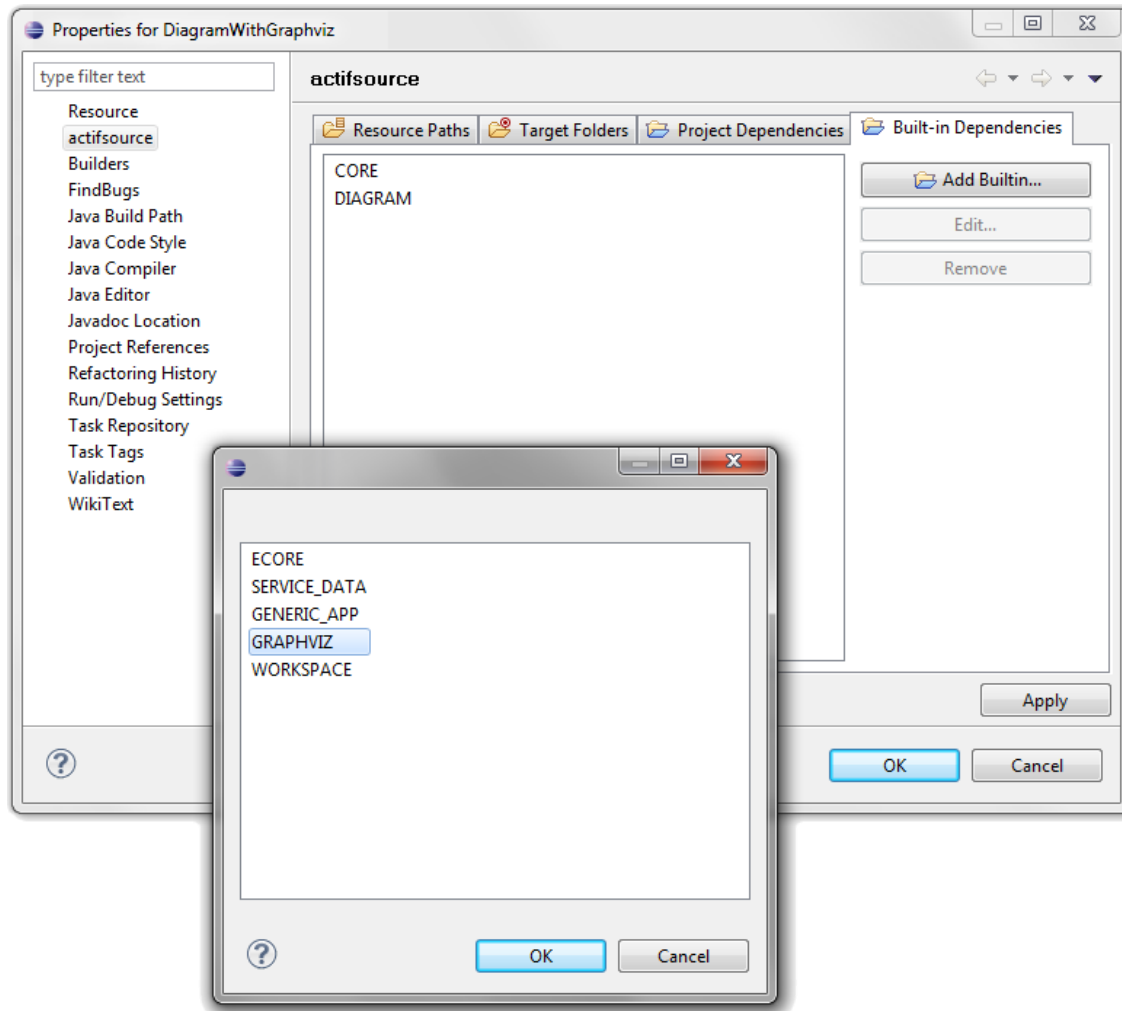 Properties for DiagramWithGraphviz
type filter text
Resource
actifsource
Builders
FindBugs
Java Build Path
Java Code Style
Java Compiler
Java Editor
Javadoc Location
Project References
Refactoring History
Run/Debug Settings
Task Repository
Task Tags
Validation
WikiText
actifsource
Resource Paths
Target Folders
Project Dependencies
Built-in Dependencies
CORE
DIAGRAM
Add Builtin...
Edit...
Remove
Apply
OK
Cancel
ECORE
SERVICE_DATA
GENERIC_APP
GRAPHVIZ
WORKSPACE
OK
Cancel